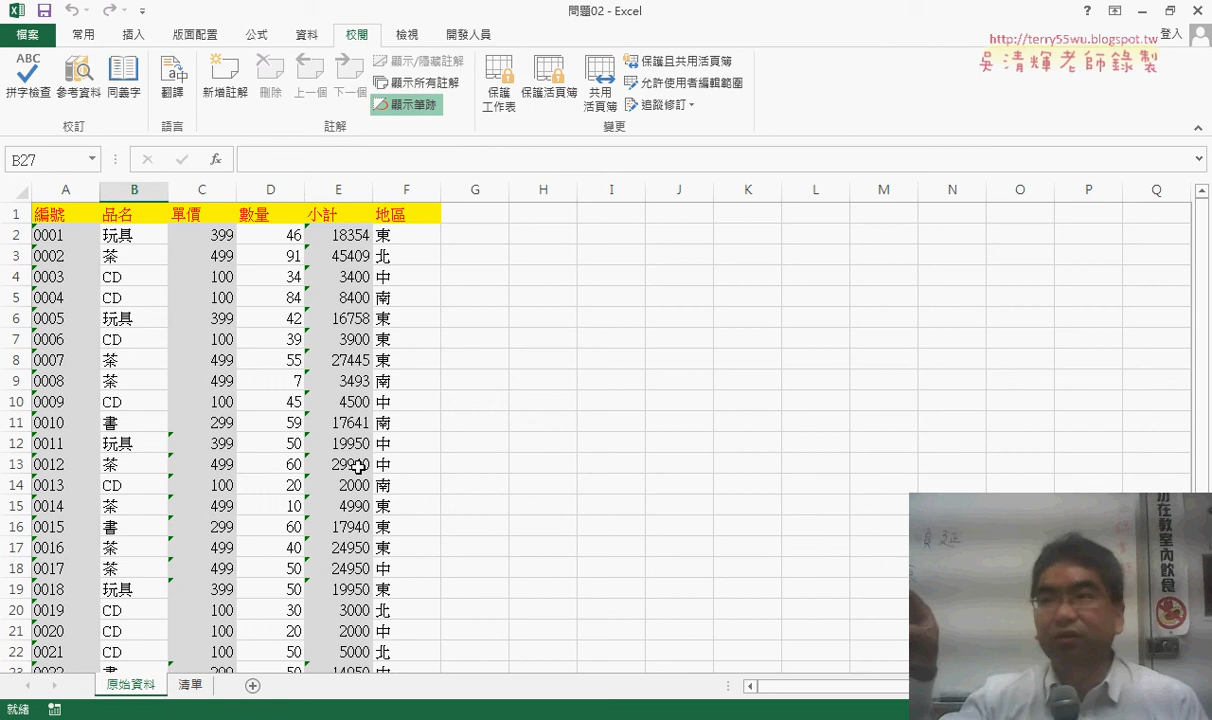 問題02 - Excel
http://terry55wu.blogspot.tw
登入
吳清輝老師錄製
檔案 常用 插入 版面配置 公式 資料 校閱 檢視 開發人員
ABC
拼字檢查 參考資料 同義字
校訂
翻譯
語言
新增註解 刪除 上一個 下一個
顯示/隱藏註解
顯示所有註解
顯示筆跡
註解
保護工作表 保護活頁簿 共用活頁簿
保護且共用活頁簿
允許使用者編輯範圍
追蹤修訂
變更
B27 fx
A B C D E F G H I J K L M N O P Q
1 編號 品名 單價 數量 小計 地區
2 0001 玩具 399 46 18354 東
3 0002 茶 499 91 45409 北
4 0003 CD 100 34 3400 中
5 0004 CD 100 84 8400 南
6 0005 玩具 399 42 16758 東
7 0006 CD 100 39 3900 東
8 0007 茶 499 55 27445 東
9 0008 茶 499 7 3493 南
10 0009 CD 100 45 4500 中
11 0010 書 299 59 17641 南
12 0011 玩具 399 50 19950 中
13 0012 茶 499 60 29940 中
14 0013 CD 100 20 2000 南
15 0014 茶 499 10 4990 東
16 0015 書 299 60 17940 東
17 0016 茶 499 40 24950 東
18 0017 茶 499 50 24950 中
19 0018 玩具 399 50 19950 東
20 0019 CD 100 30 3000 北
21 0020 CD 100 20 2000 中
22 0021 CD 100 50 5000 北
原始資料 清單
就緒
在教室內飲食